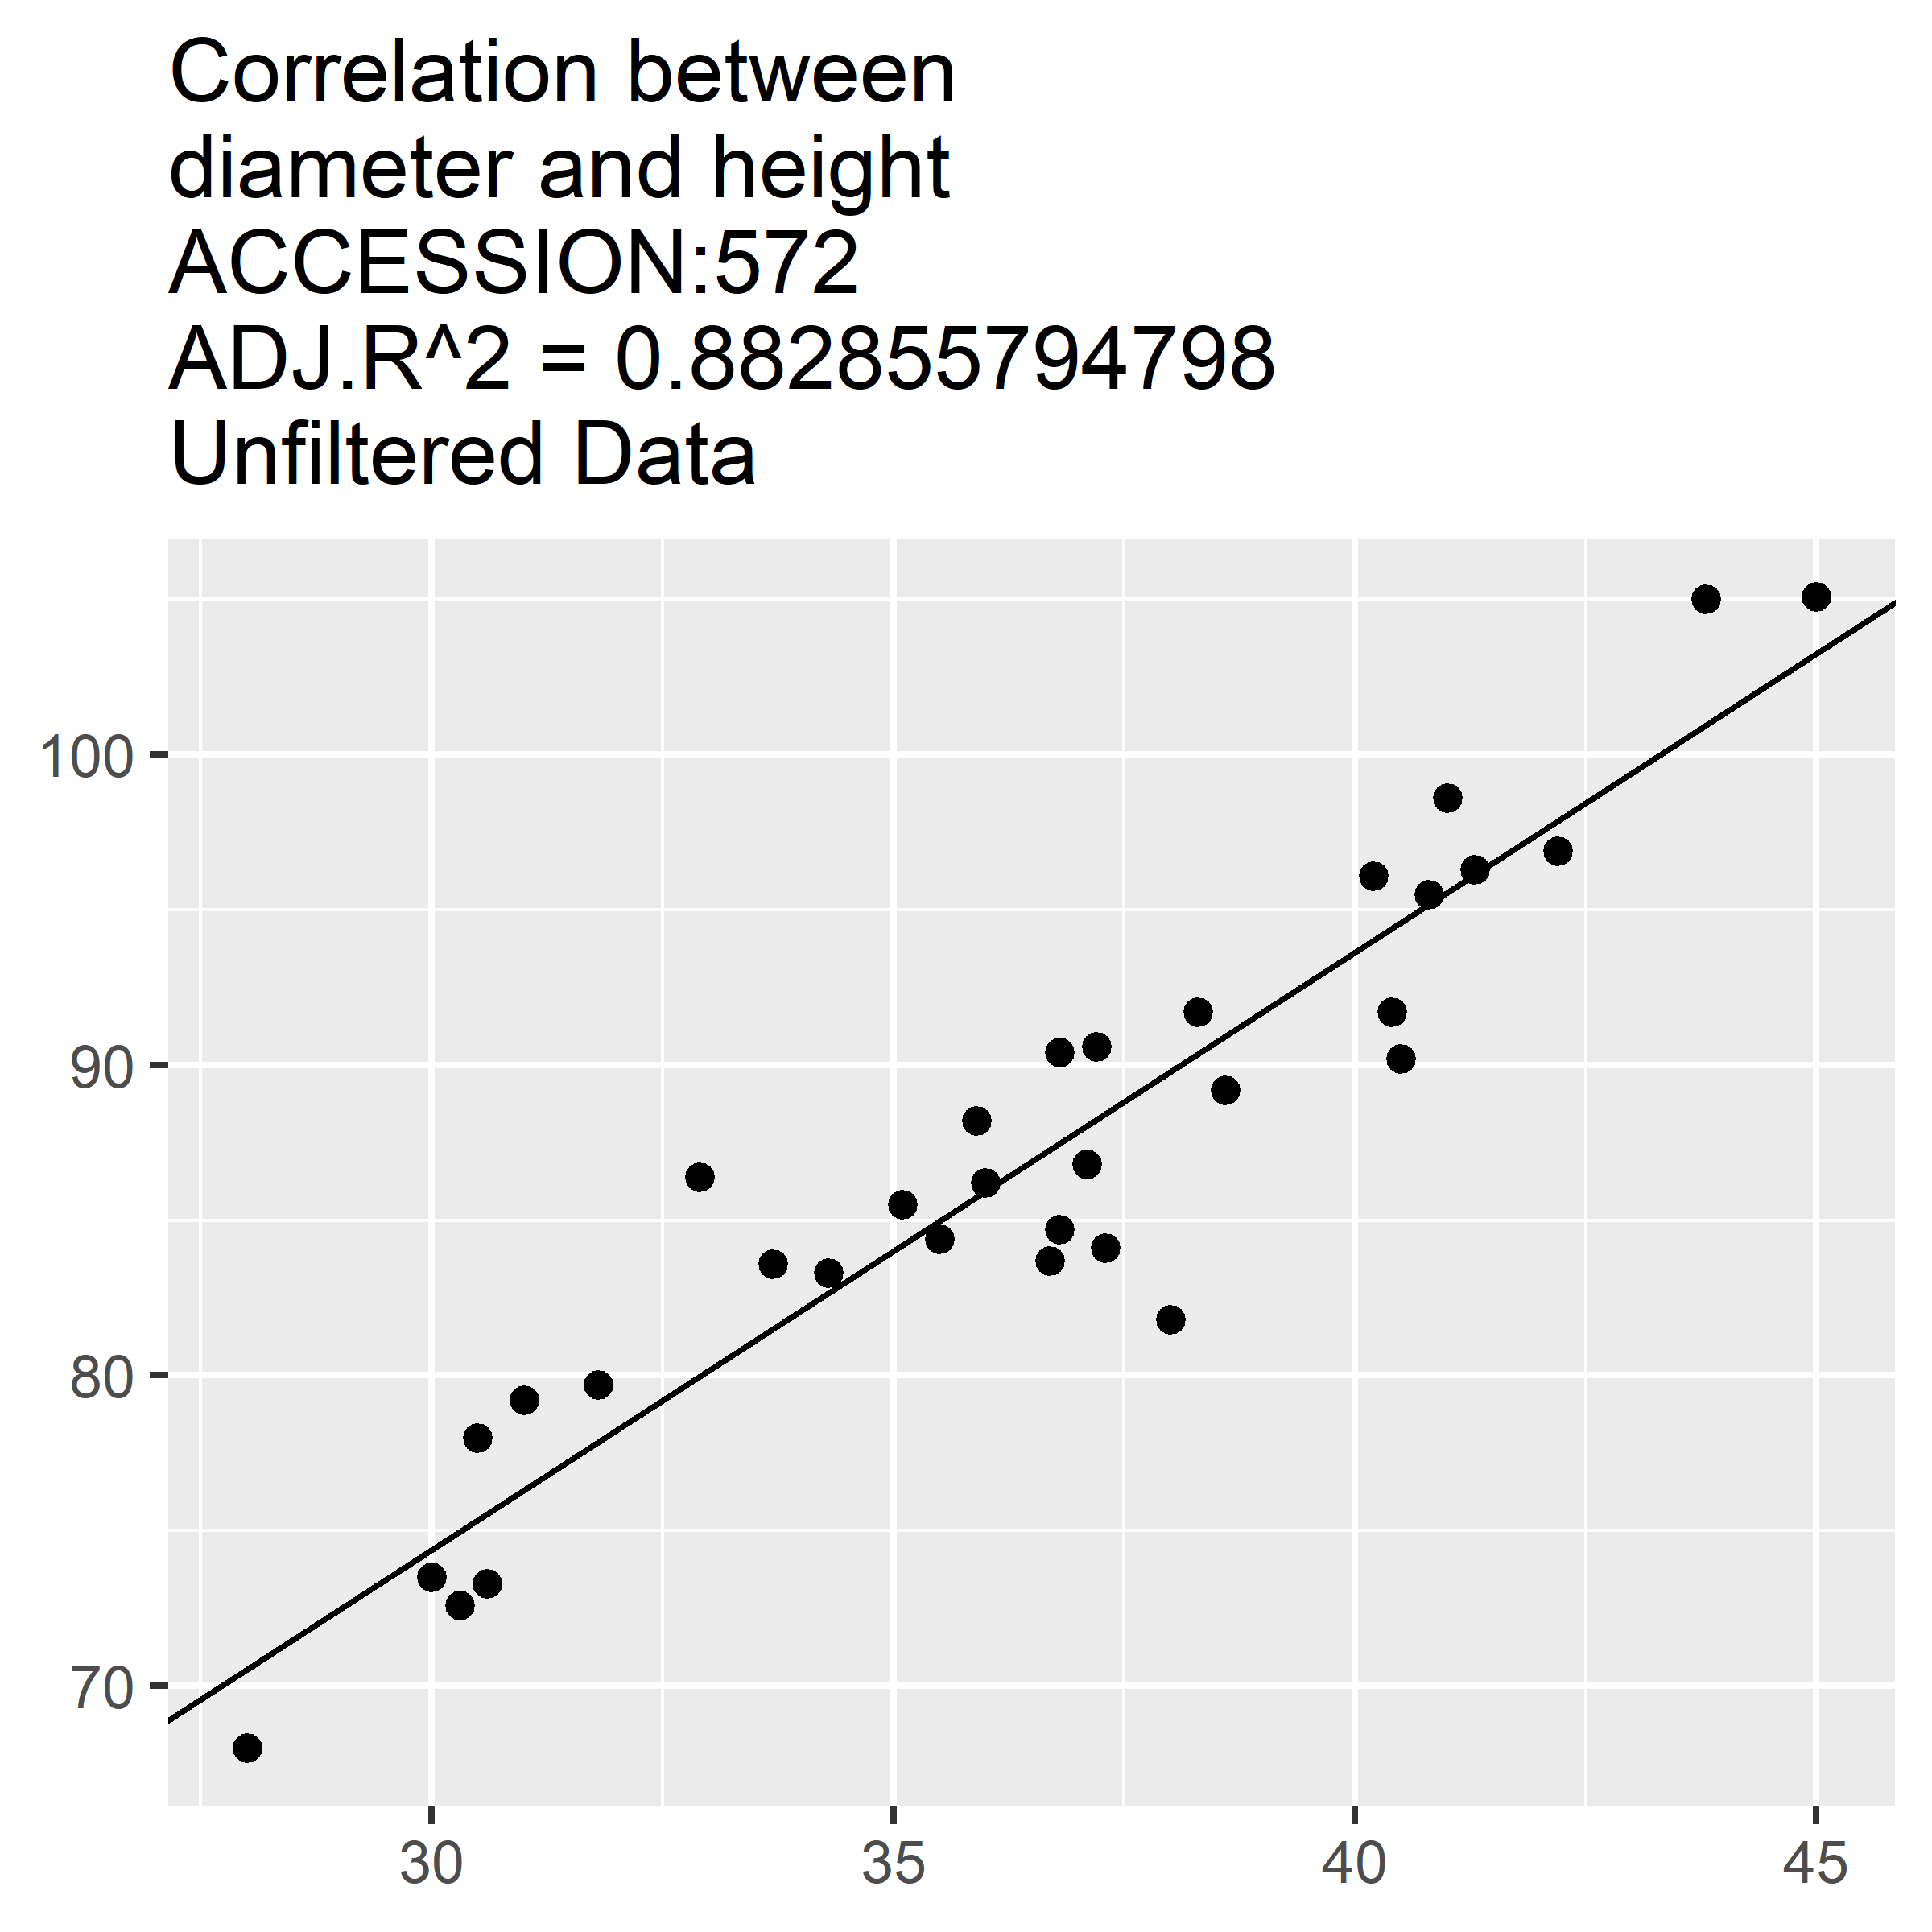 Correlation between
diameter and height
ACCESSION:572
ADJ.R^2 = 0.882855794798
Unfiltered Data
100
90
80
70
30 35 40 45